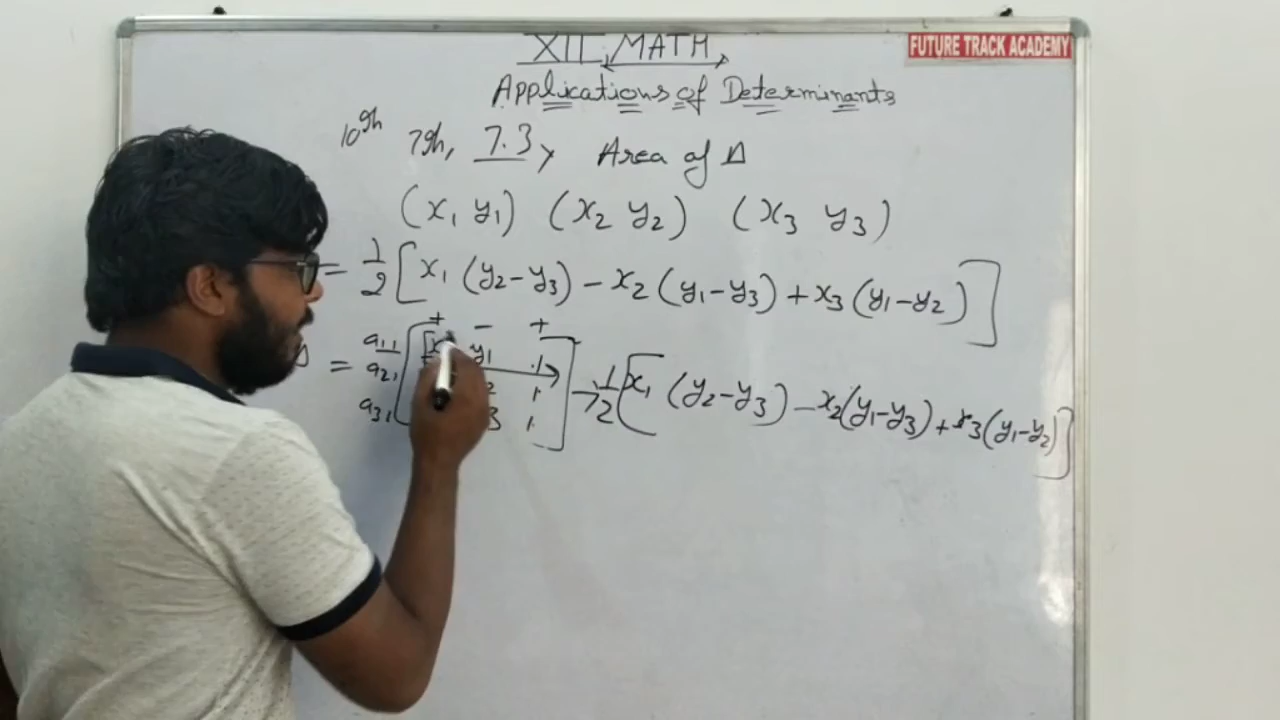 XII, MATH
FUTURE TRACK ACADEMY
Applications of Determinants
10th 7th, 7.3, Area of Δ
(x₁ y₁) (x₂ y₂) (x₃ y₃)
= 1/2 [x₁ (y₂-y₃) - x₂ (y₁-y₃) + x₃ (y₁-y₂)]
+ - +
a₁₁ [x y₁ 1
Δ = a₂₁ 2 1
a₃₁ 3 1]
→ 1/2 [x₁ (y₂-y₃) - x₂(y₁-y₃) + x₃(y₁-y₂)]